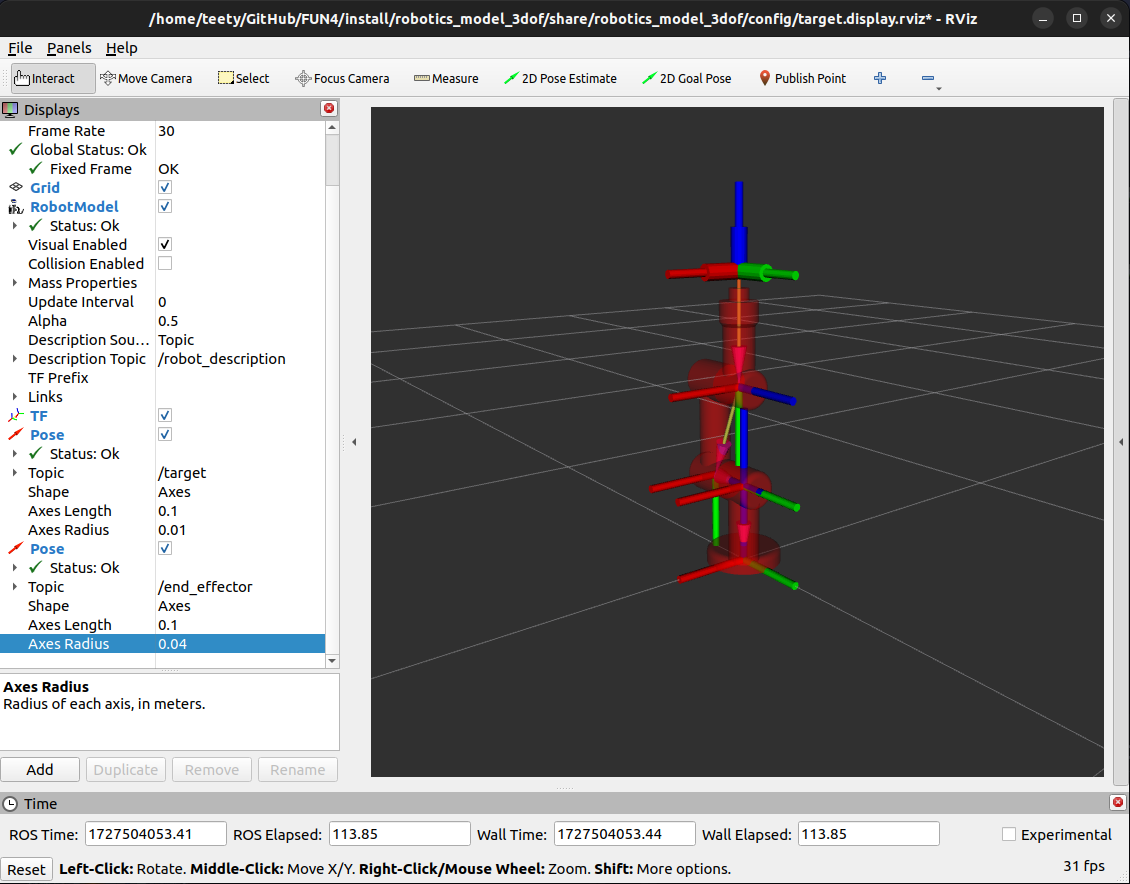 /home/teety/GitHub/FUN4/install/robotics_model_3dof/share/robotics_model_3dof/config/target.display.rviz* - RViz
File Panels Help
Interact Move Camera Select Focus Camera Measure 2D Pose Estimate 2D Goal Pose Publish Point
Displays
Frame Rate 30
Global Status: Ok
Fixed Frame OK
Grid
RobotModel
Status: Ok
Visual Enabled
Collision Enabled
Mass Properties
Update Interval 0
Alpha 0.5
Description Sou... Topic
Description Topic /robot_description
TF Prefix
Links
TF
Pose
Status: Ok
Topic /target
Shape Axes
Axes Length 0.1
Axes Radius 0.01
Pose
Status: Ok
Topic /end_effector
Shape Axes
Axes Length 0.1
Axes Radius 0.04
Axes Radius
Radius of each axis, in meters.
Add Duplicate Remove Rename
Time
ROS Time: 1727504053.41 ROS Elapsed: 113.85 Wall Time: 1727504053.44 Wall Elapsed: 113.85 Experimental
Reset Left-Click: Rotate. Middle-Click: Move X/Y. Right-Click/Mouse Wheel: Zoom. Shift: More options. 31 fps